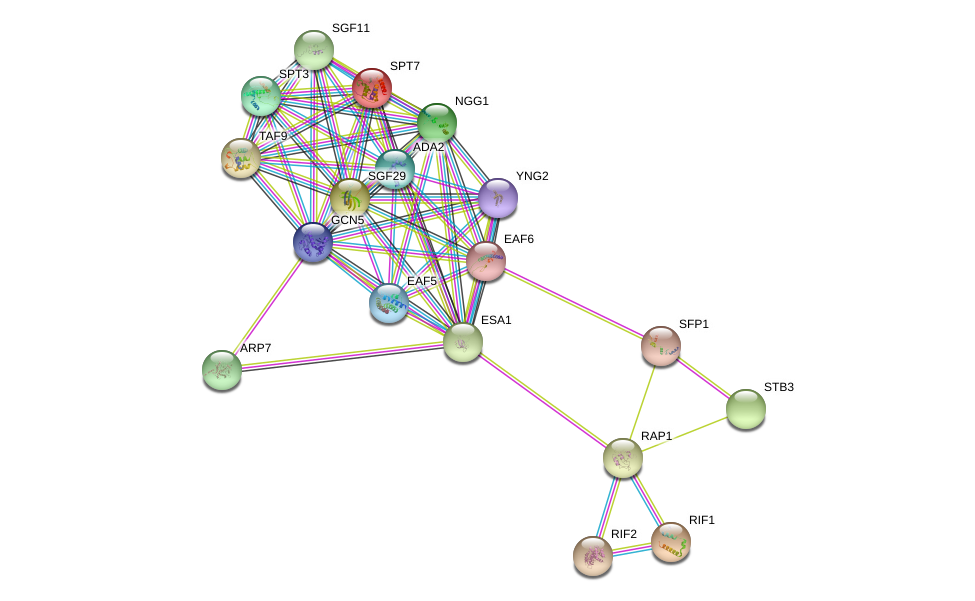 SGF11
SPT7
SPT3
NGG1
TAF9
ADA2
SGF29
YNG2
GCN5
EAF6
EAF5
ESA1
SFP1
ARP7
STB3
RAP1
RIF1
RIF2